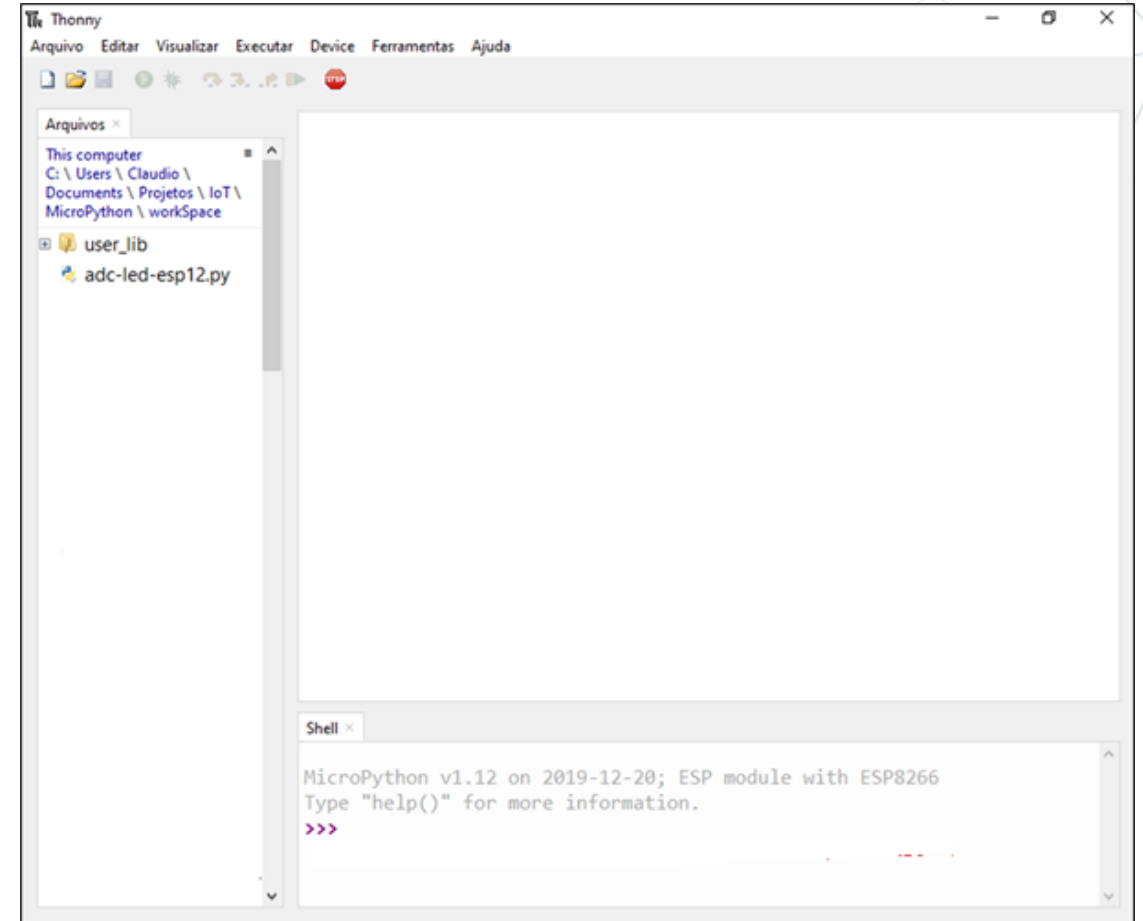 Thonny
Arquivo Editar Visualizar Executar Device Ferramentas Ajuda
STOP
Arquivos
This computer
C: \ Users \ Claudio \
Documents \ Projetos \ IoT \
MicroPython \ workSpace
user_lib
adc-led-esp12.py
Shell
MicroPython v1.12 on 2019-12-20; ESP module with ESP8266
Type "help()" for more information.
>>>